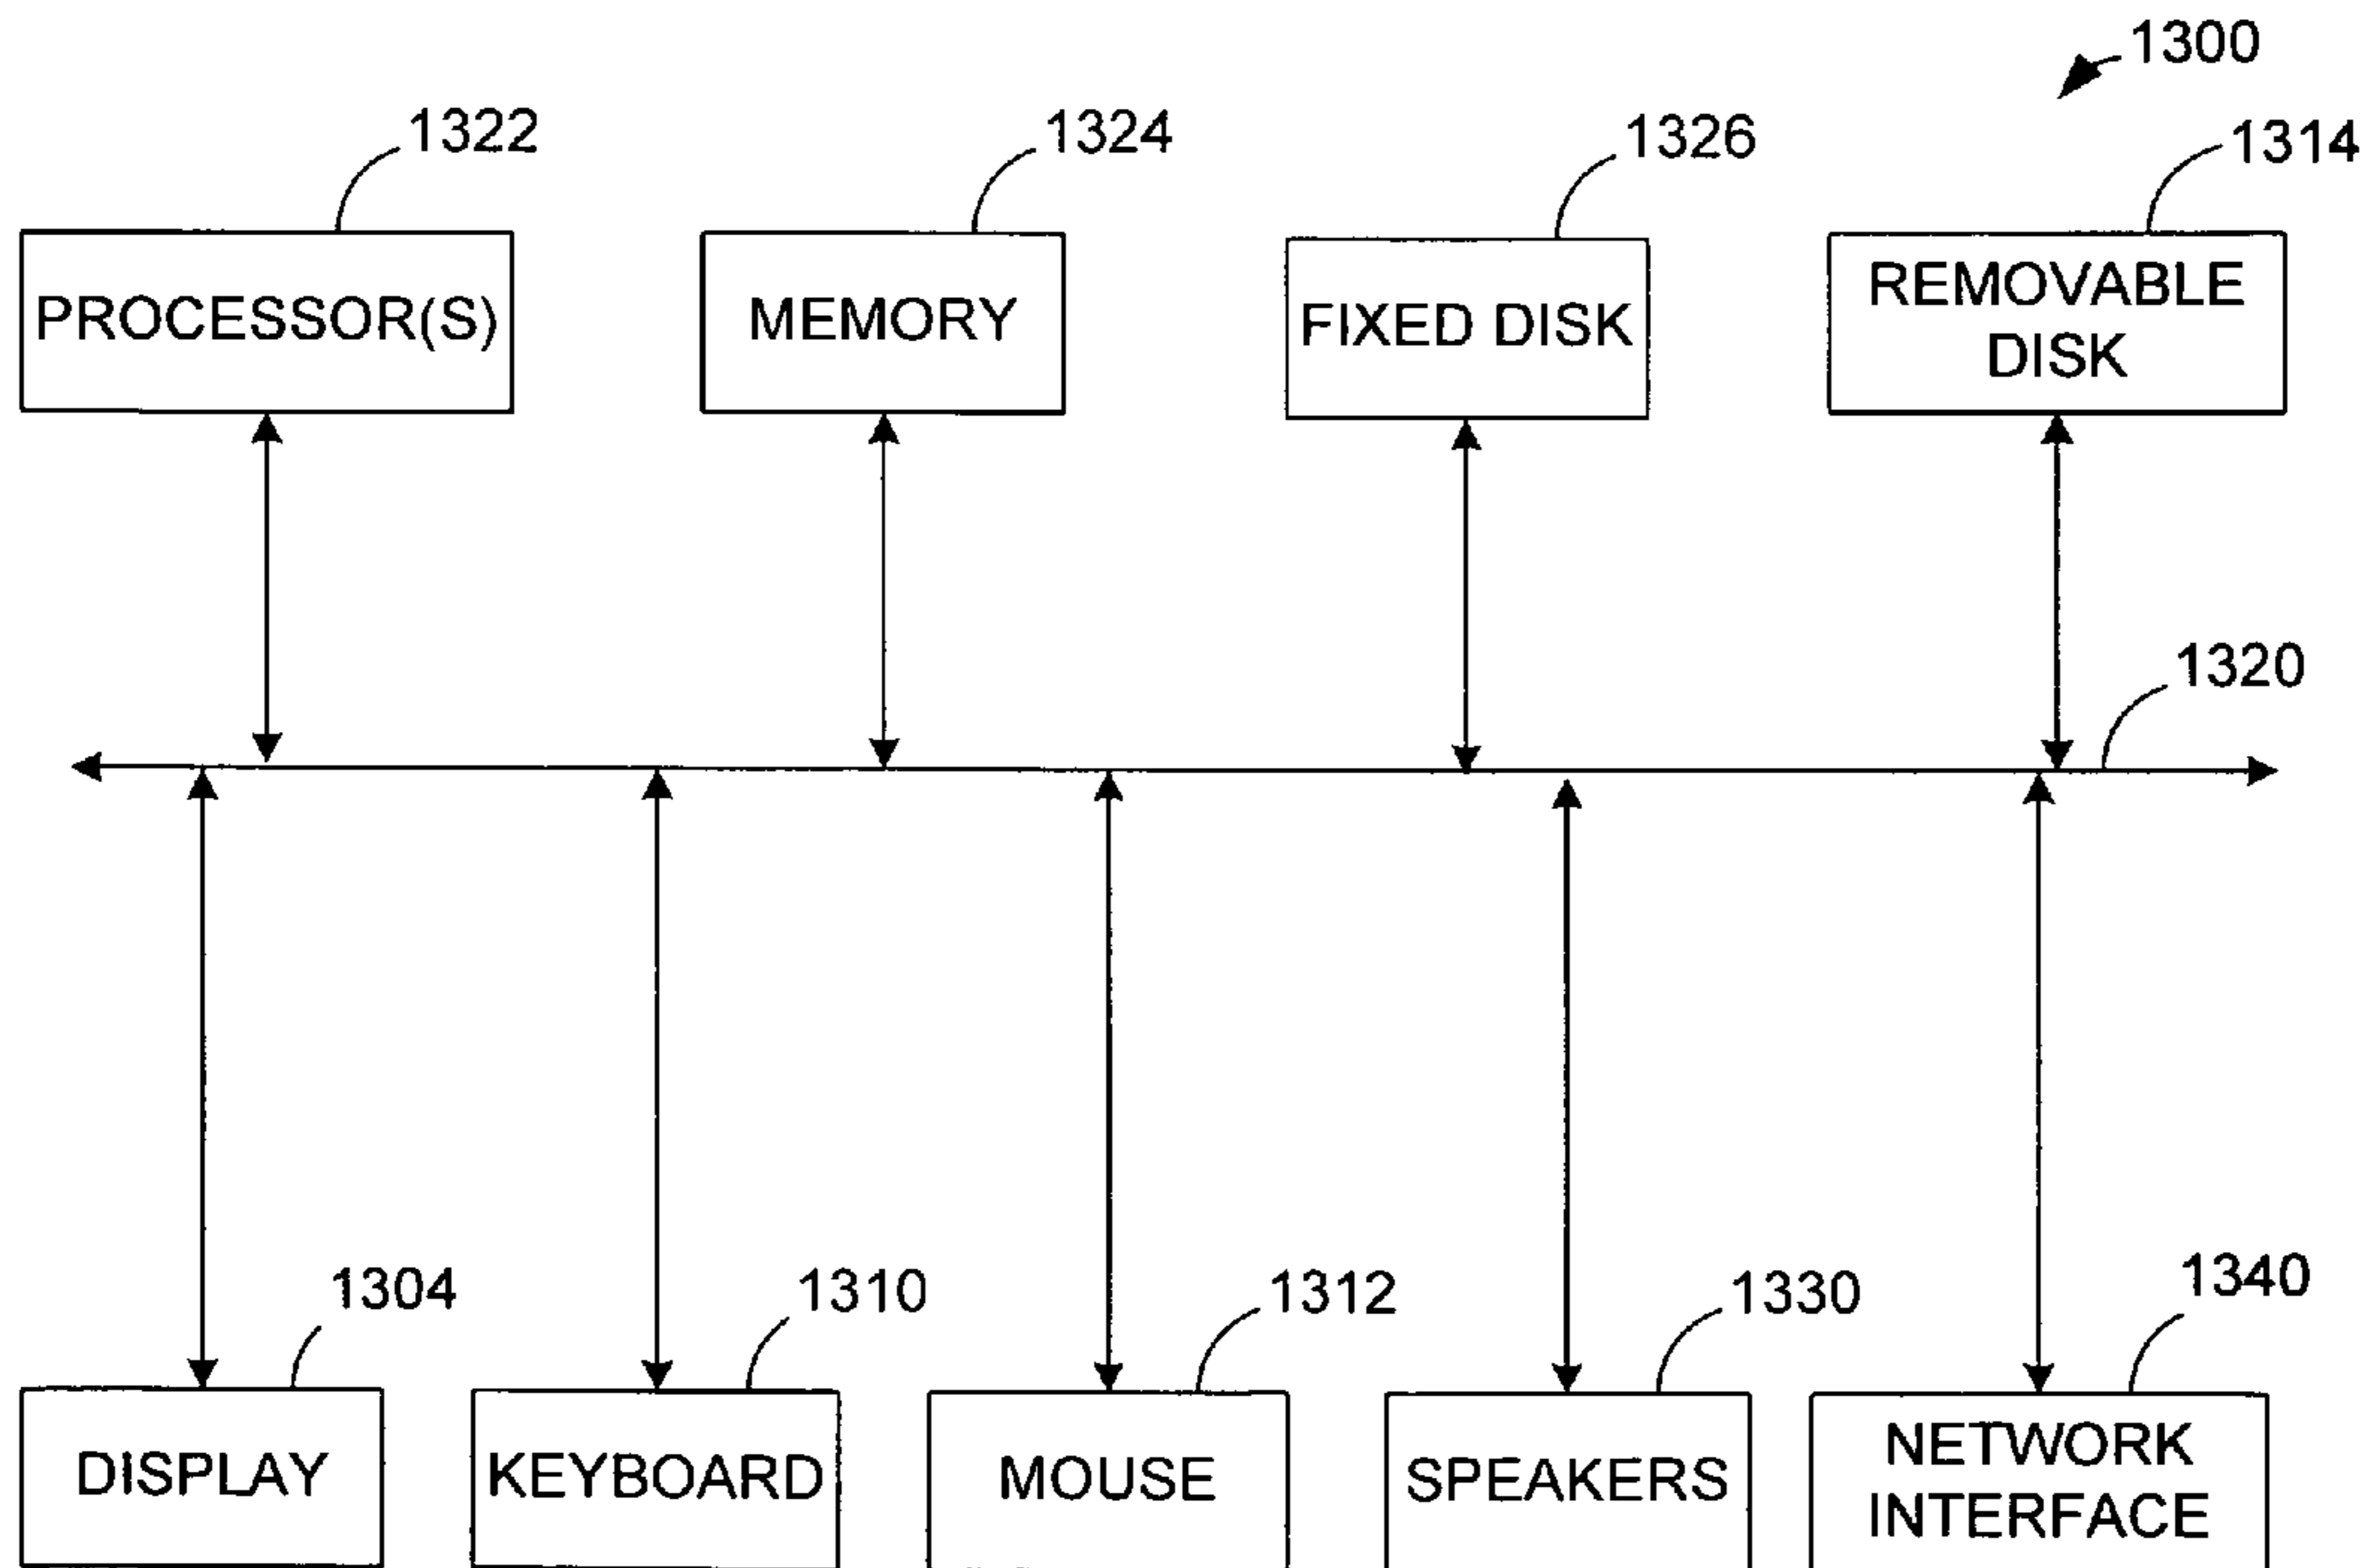 1300
1322
1324
1326
1314
PROCESSOR(S)
MEMORY
FIXED DISK
REMOVABLE
DISK
1320
1304
1310
1312
1330
1340
DISPLAY
KEYBOARD
MOUSE
SPEAKERS
NETWORK
INTERFACE